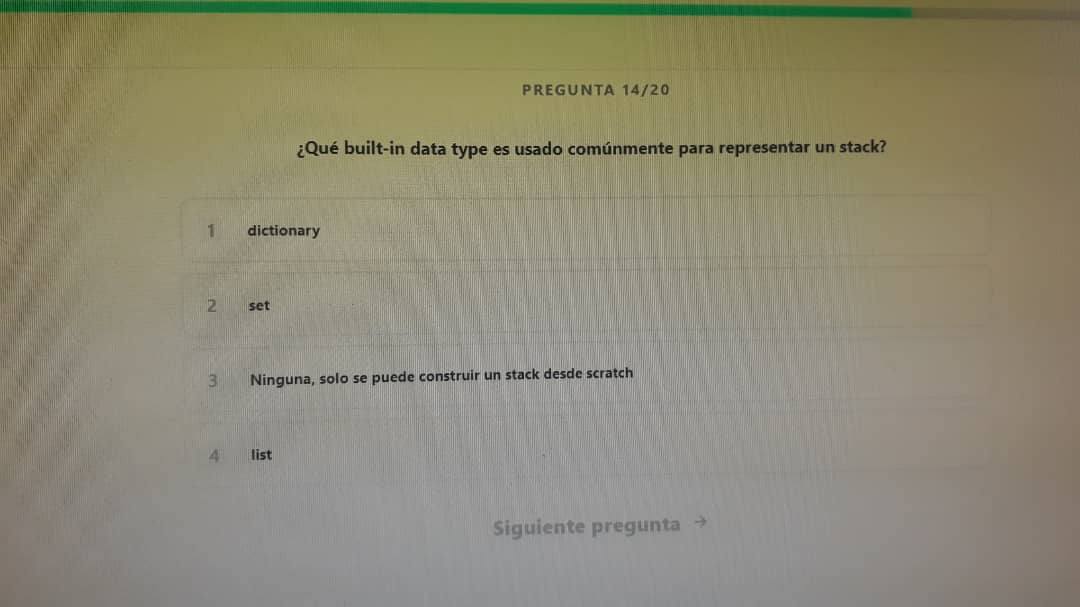 PREGUNTA 14/20
¿Qué built-in data type es usado comúnmente para representar un stack?
1 dictionary
2 set
3 Ninguna, solo se puede construir un stack desde scratch
4 list
Siguiente pregunta →